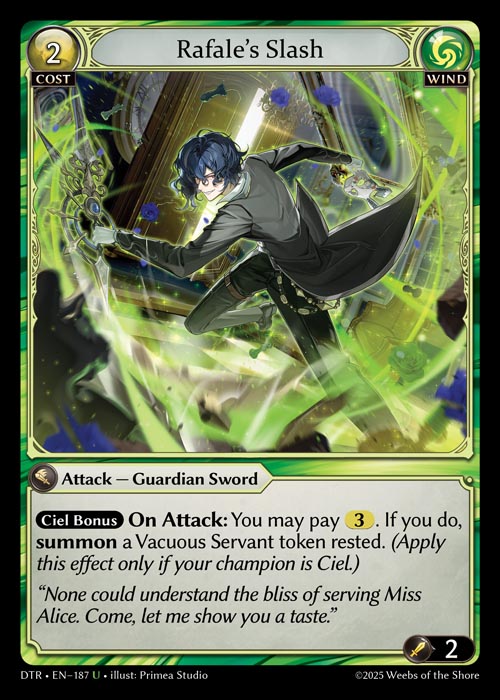 2
COST
Rafale's Slash
WIND
Attack — Guardian Sword
Ciel Bonus On Attack: You may pay 3. If you do,
summon a Vacuous Servant token rested. (Apply
this effect only if your champion is Ciel.)
“None could understand the bliss of serving Miss
Alice. Come, let me show you a taste.”
2
DTR • EN–187 U • illust: Primea Studio
©2025 Weebs of the Shore